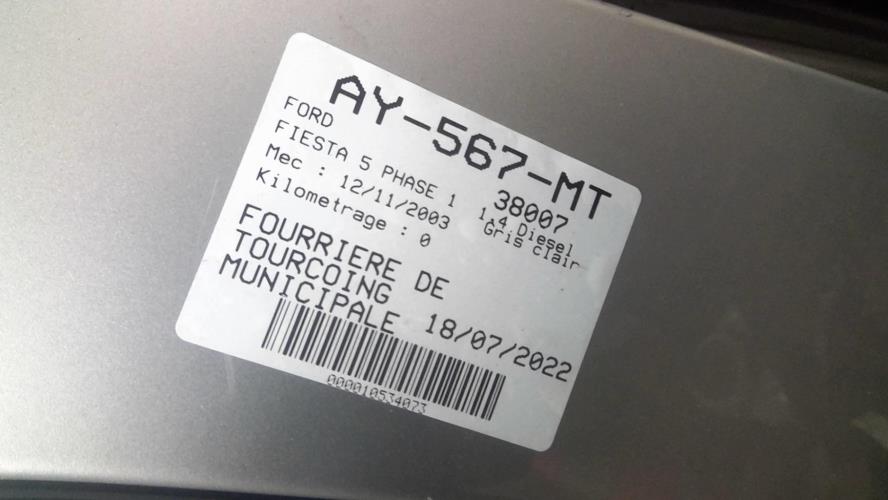 AY-567-MT
FORD 38007
FIESTA 5 PHASE 1 1.4 Diesel
Mec : 12/11/2003 Gris clair
Kilometrage : 0
FOURRIERE DE
TOURCOING
MUNICIPALE 18/07/2022
000010534073